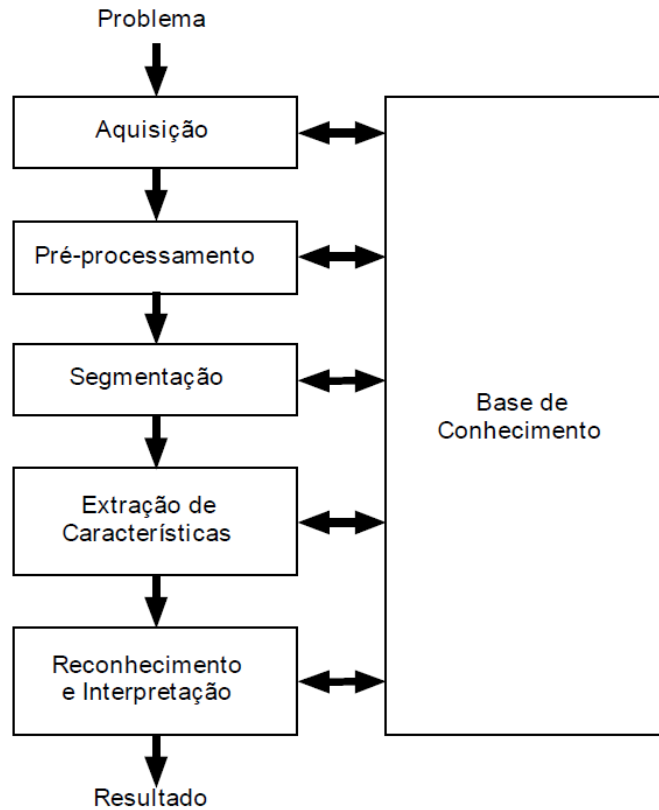 Problema
Aquisição
Pré-processamento
Segmentação
Extração de
Características
Reconhecimento
e Interpretação
Resultado
Base de
Conhecimento